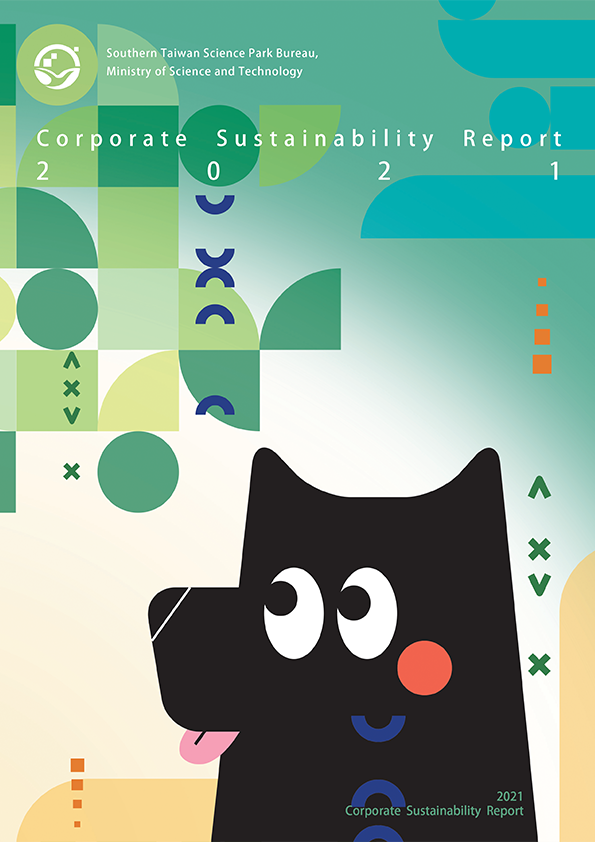 Southern Taiwan Science Park Bureau,
Ministry of Science and Technology
Corporate Sustainability Report
2 0 2 1
2021
Corporate Sustainability Report